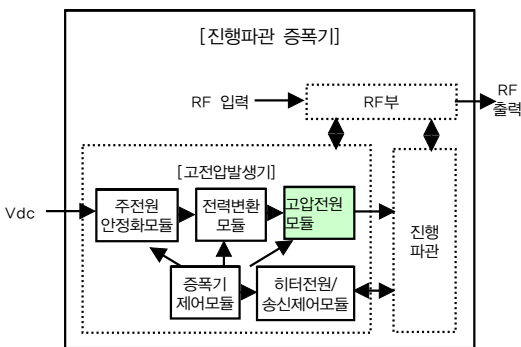 [진행파관 증폭기]
RF 입력
RF부
RF
출력
[고전압발생기]
Vdc
주전원
안정화모듈
전력변환
모듈
고압전원
모듈
진행
파관
증폭기
제어모듈
히터전원/
송신제어모듈